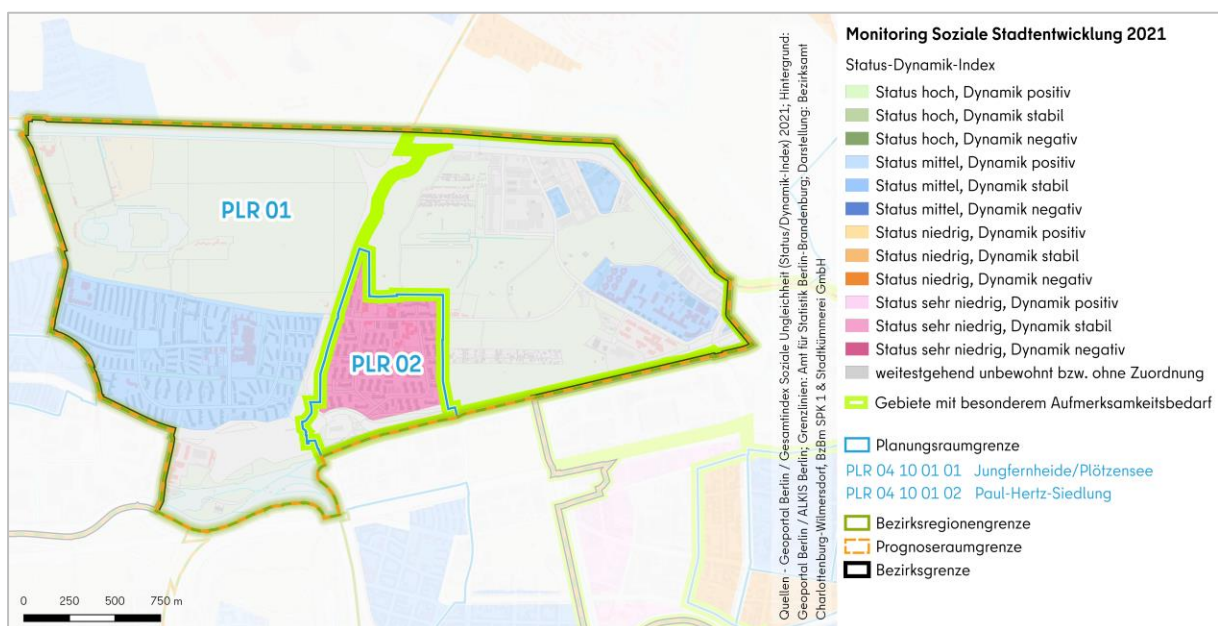 PLR 01
PLR 02
0 250 500 750 m
Quellen - Geoportal Berlin / Gesamtindex Soziale Ungleichheit (Status/Dynamik-Index) 2021; Hintergrund:
Geoportal Berlin / ALKIS Berlin; Grenzlinien: Amt für Statistik Berlin-Brandenburg; Darstellung: Bezirksamt
Charlottenburg-Wilmersdorf, BzBm SPK 1 & Stadtkümmerei GmbH
Monitoring Soziale Stadtentwicklung 2021
Status-Dynamik-Index
Status hoch, Dynamik positiv
Status hoch, Dynamik stabil
Status hoch, Dynamik negativ
Status mittel, Dynamik positiv
Status mittel, Dynamik stabil
Status mittel, Dynamik negativ
Status niedrig, Dynamik positiv
Status niedrig, Dynamik stabil
Status niedrig, Dynamik negativ
Status sehr niedrig, Dynamik positiv
Status sehr niedrig, Dynamik stabil
Status sehr niedrig, Dynamik negativ
weitestgehend unbewohnt bzw. ohne Zuordnung
Gebiete mit besonderem Aufmerksamkeitsbedarf
Planungsraumgrenze
PLR 04 10 01 01 Jungfernheide/Plötzensee
PLR 04 10 01 02 Paul-Hertz-Siedlung
Bezirksregionengrenze
Prognoseraumgrenze
Bezirksgrenze